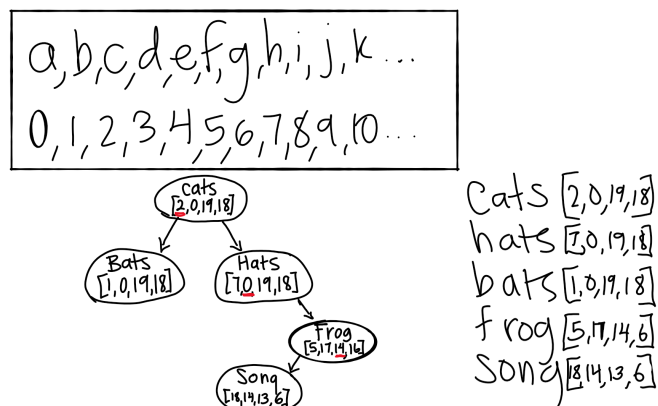 a,b,c,d,e,f,g,h,i,j,k...
0,1,2,3,4,5,6,7,8,9,10...
cats
[2,0,19,18]
Bats
[1,0,19,18]
Hats
[7,0,19,18]
Frog
[5,17,14,16]
Song
[18,14,13,6]
Cats [2,0,19,18]
hats [7,0,19,18]
bats [1,0,19,18]
frog [5,17,14,6]
Song [18,14,13,6]